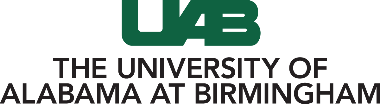 UAB
THE UNIVERSITY OF
ALABAMA AT BIRMINGHAM